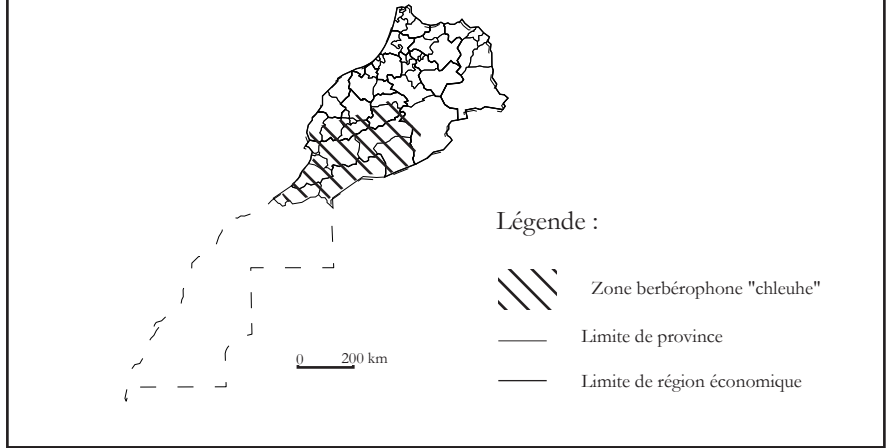 Légende :
Zone berbérophone "chleuhe"
Limite de province
0 200 km
Limite de région économique